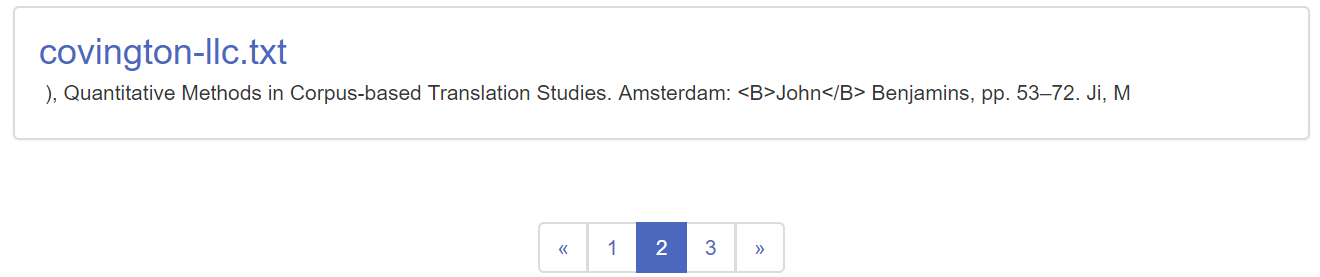 covington-llc.txt
), Quantitative Methods in Corpus-based Translation Studies. Amsterdam: <B>John</B> Benjamins, pp. 53–72. Ji, M
« 1 2 3 »